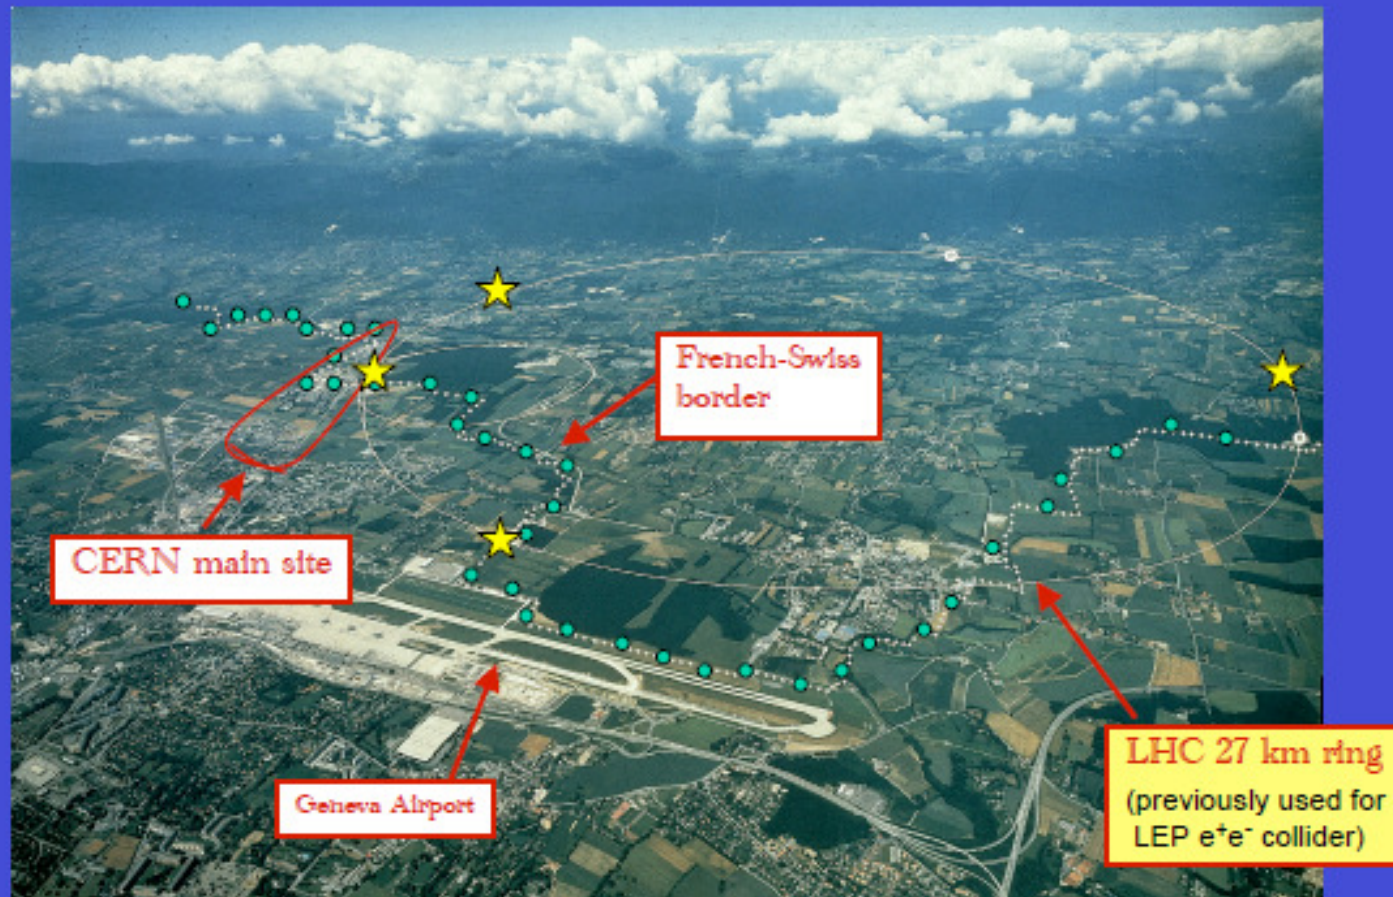 French-Swiss
border
CERN main site
Geneva Airport
LHC 27 km ring
(previously used for
LEP e⁺e⁻ collider)